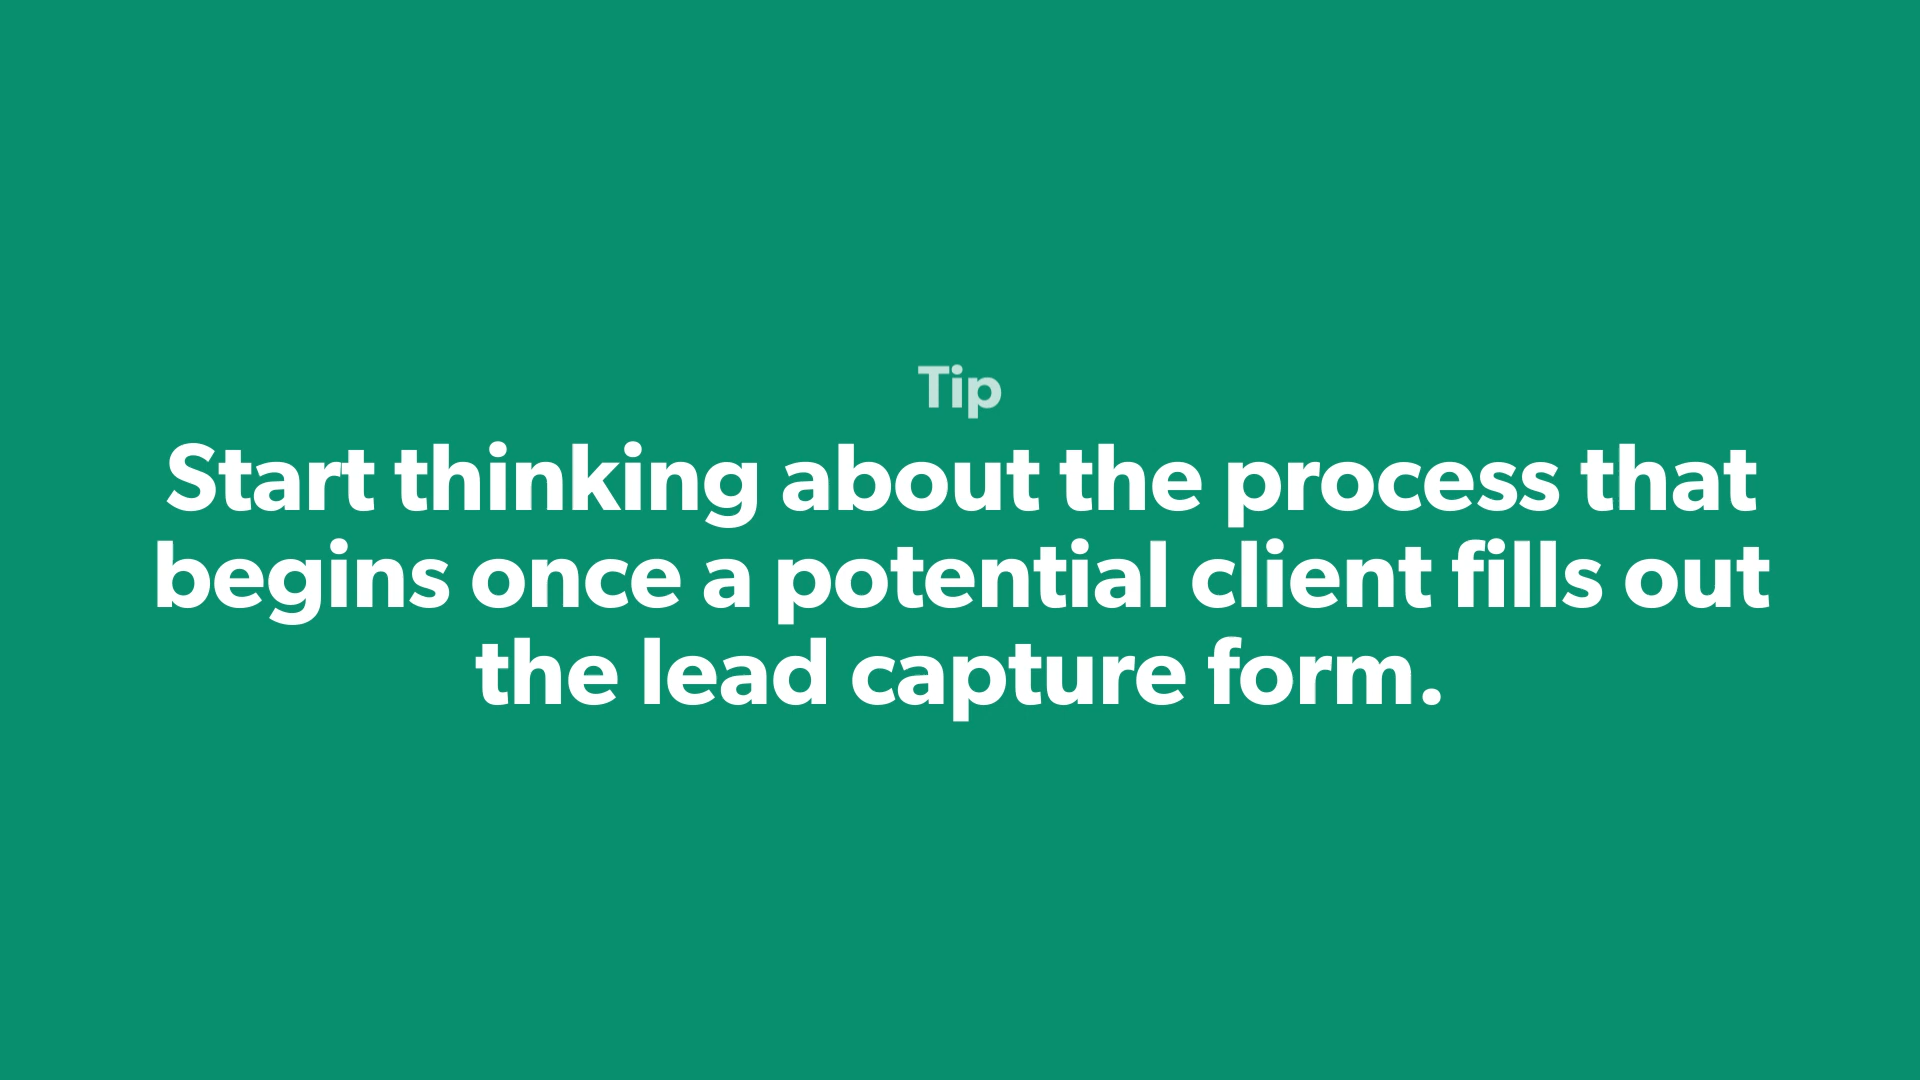 Tip
Start thinking about the process that
begins once a potential client fills out
the lead capture form.